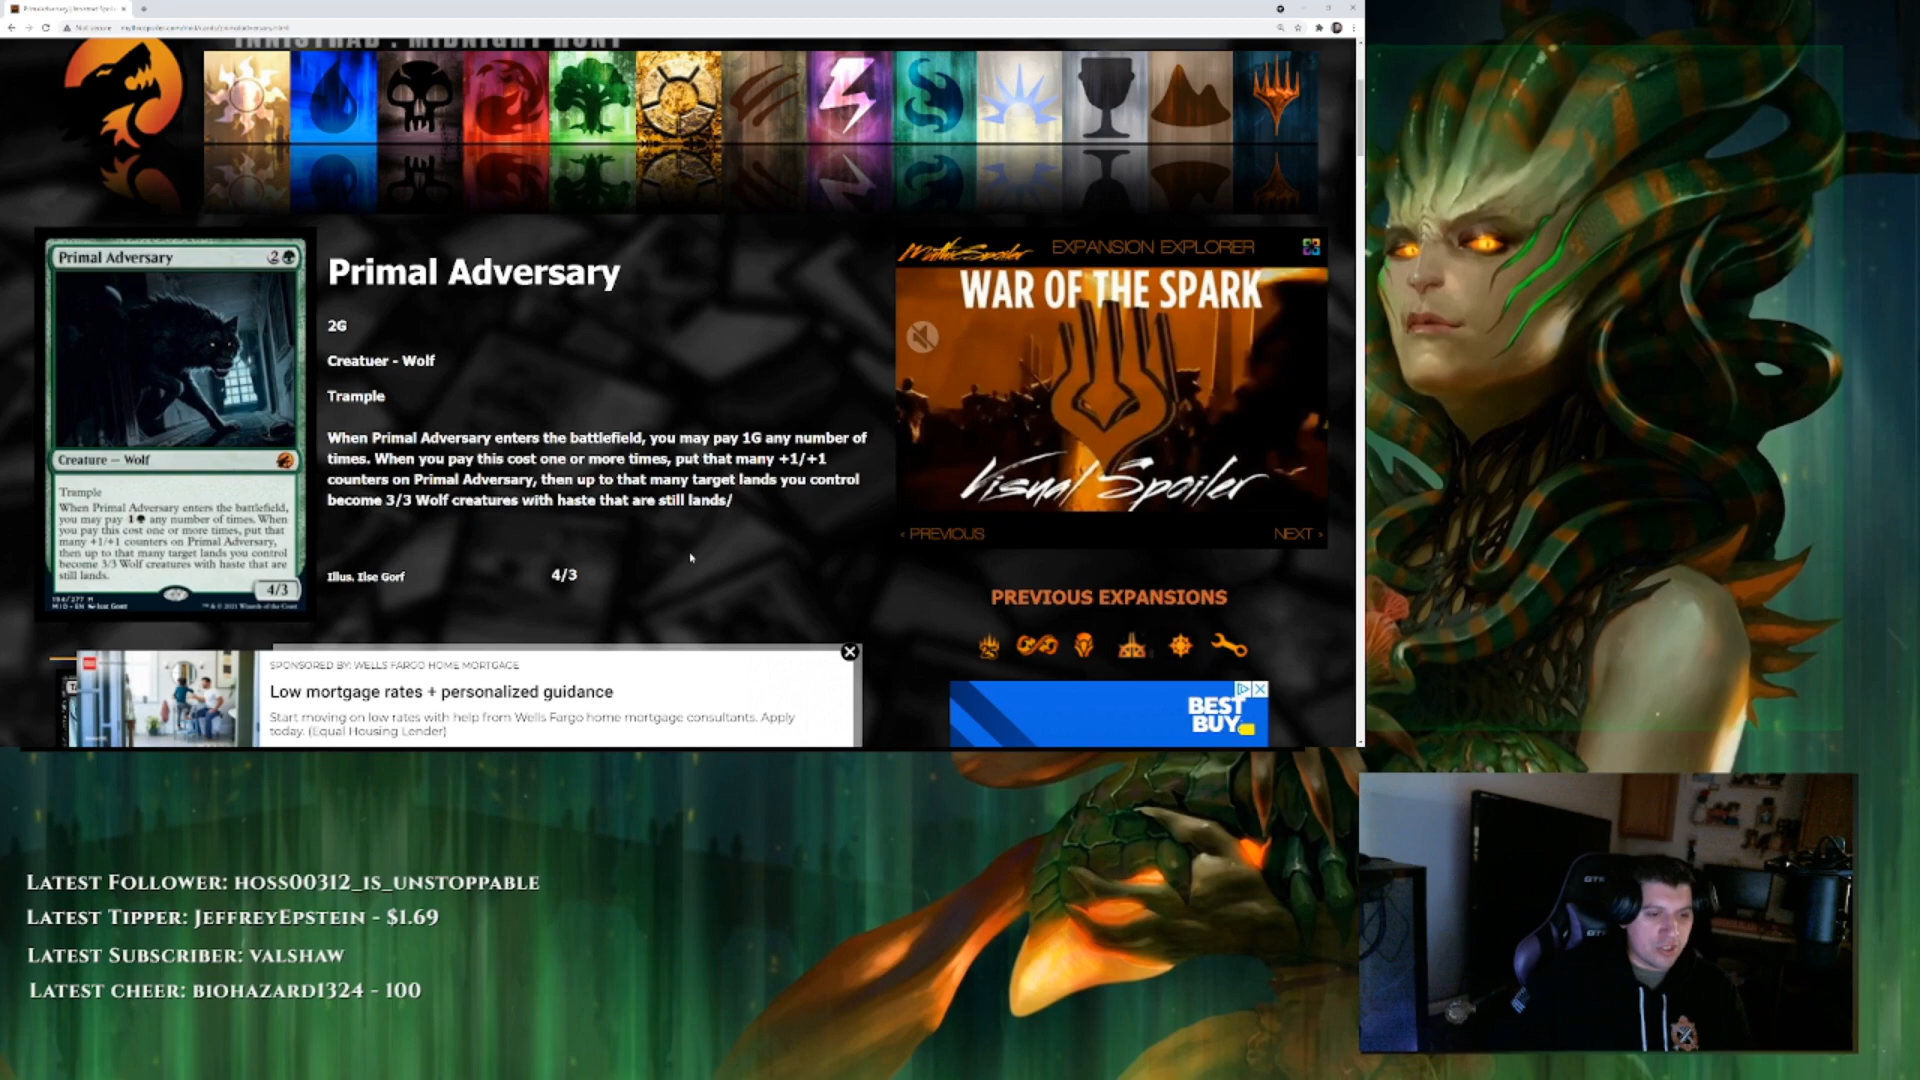 INNISTRAD : MIDNIGHT HUNT
Not secure
Primal Adversary
2
Creature — Wolf
Trample
When Primal Adversary enters the battlefield,
you may pay 1 any number of times. When
you pay this cost one or more times, put that
many +1/+1 counters on Primal Adversary,
then up to that many target lands you control
become 3/3 Wolf creatures with haste that are
still lands.
4/3
Primal Adversary
2G
Creatuer - Wolf
Trample
When Primal Adversary enters the battlefield, you may pay 1G any number of
times. When you pay this cost one or more times, put that many +1/+1
counters on Primal Adversary, then up to that many target lands you control
become 3/3 Wolf creatures with haste that are still lands/
Illus. Ilse Gorf
4/3
MythicSpoiler EXPANSION EXPLORER
WAR OF THE SPARK
Visual Spoiler
‹ PREVIOUS
NEXT ›
PREVIOUS EXPANSIONS
SPONSORED BY: WELLS FARGO HOME MORTGAGE
Low mortgage rates + personalized guidance
Start moving on low rates with help from Wells Fargo home mortgage consultants. Apply
today. (Equal Housing Lender)
BEST
BUY
LATEST FOLLOWER: HOSS00312_IS_UNSTOPPABLE
LATEST TIPPER: JEFFREYEPSTEIN - $1.69
LATEST SUBSCRIBER: VALSHAW
LATEST CHEER: BIOHAZARD1324 - 100